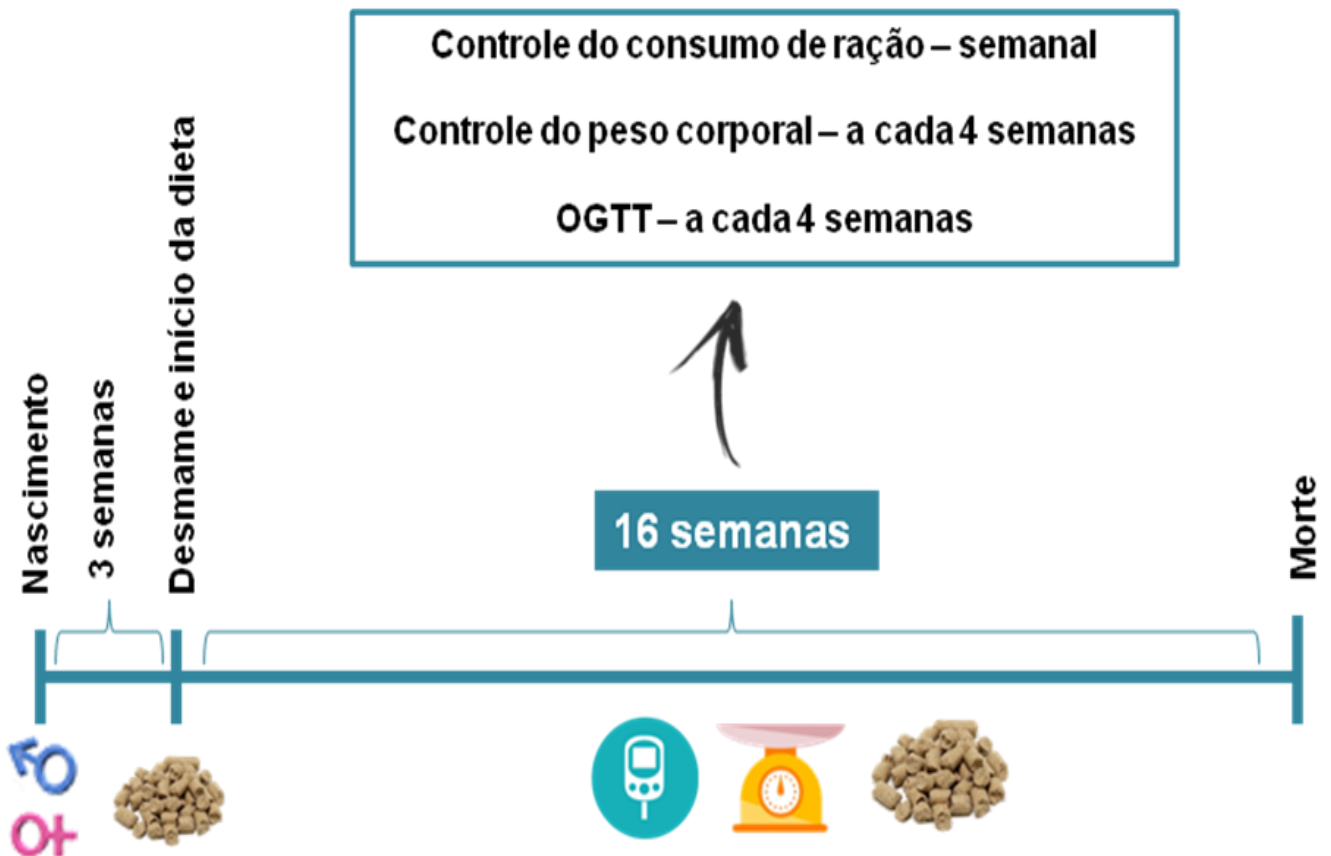 Controle do consumo de ração – semanal
Controle do peso corporal – a cada 4 semanas
OGTT – a cada 4 semanas
Nascimento
3 semanas
Desmame e início da dieta
16 semanas
Morte